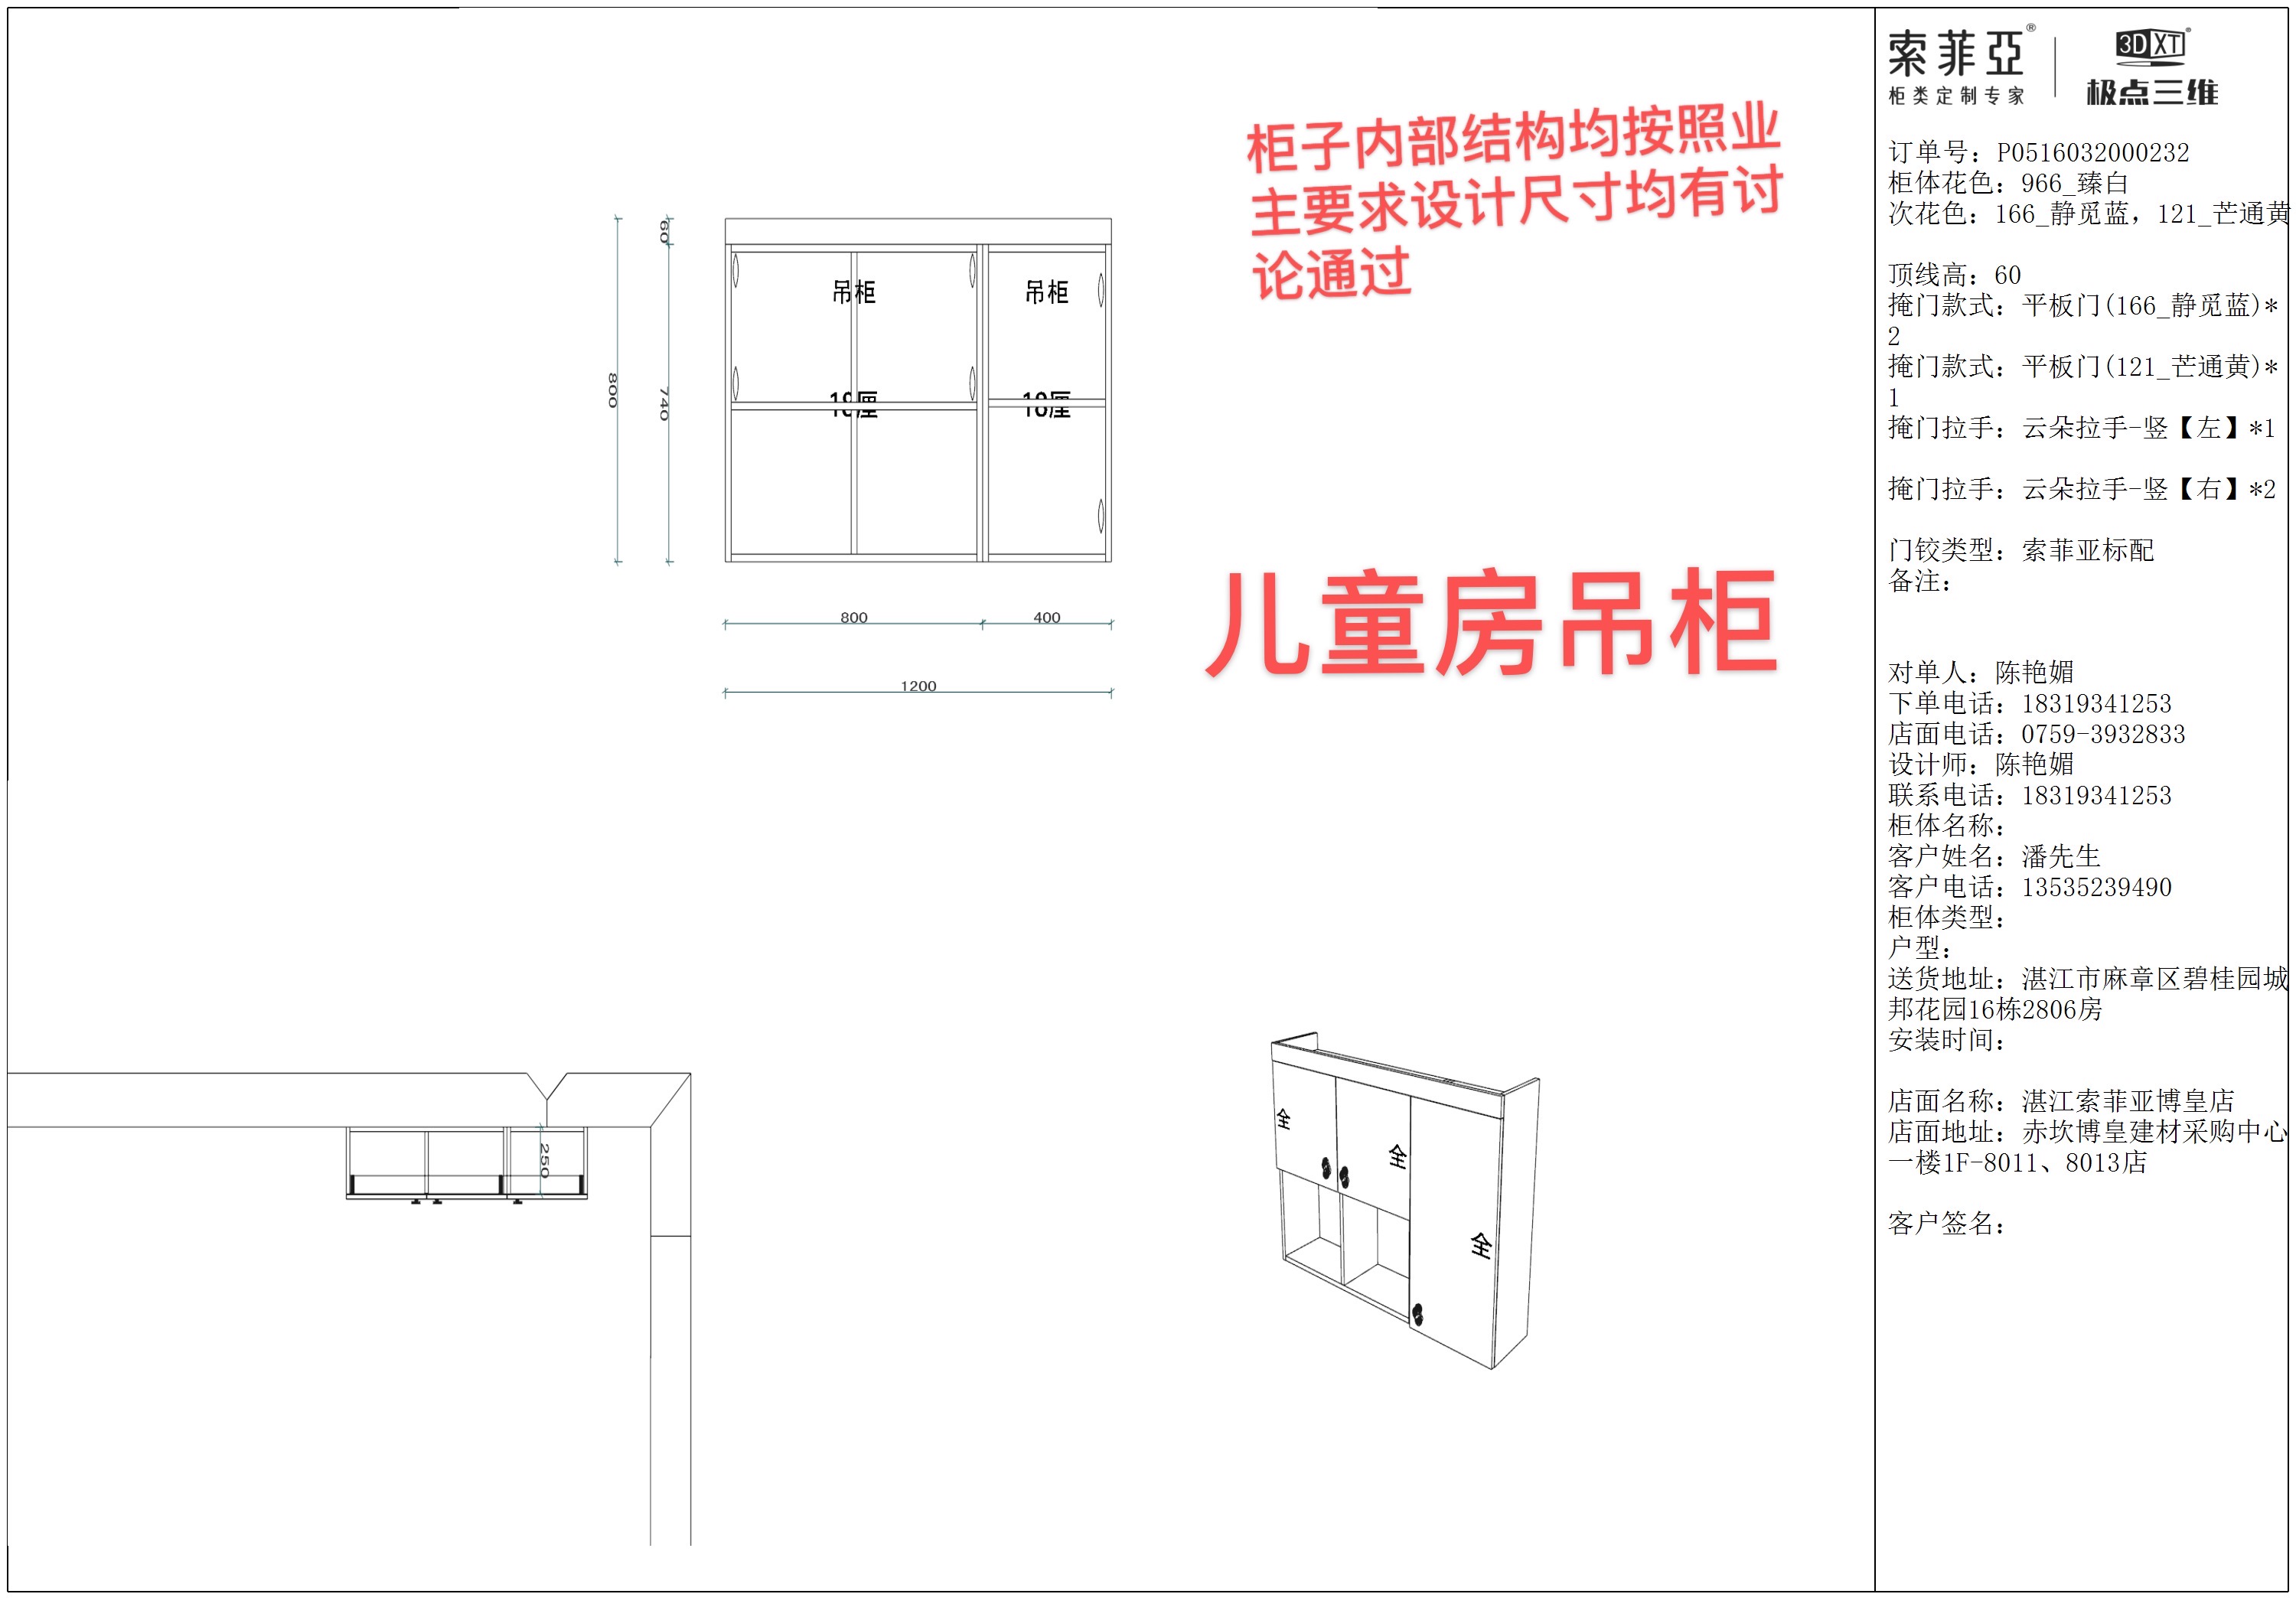 索菲亞®
柜类定制专家
3DXT®
极点三维
柜子内部结构均按照业
主要求设计尺寸均有讨
论通过
60
800
740
吊柜
吊柜
18厘
18厘
800
400
1200
儿童房吊柜
250
全
全
全
订单号：P0516032000232
柜体花色：966_臻白
次花色：166_静觅蓝，121_芒通黄
顶线高：60
掩门款式：平板门(166_静觅蓝)*
2
掩门款式：平板门(121_芒通黄)*
1
掩门拉手：云朵拉手-竖【左】*1
掩门拉手：云朵拉手-竖【右】*2
门铰类型：索菲亚标配
备注：
对单人：陈艳媚
下单电话：18319341253
店面电话：0759-3932833
设计师：陈艳媚
联系电话：18319341253
柜体名称：
客户姓名：潘先生
客户电话：13535239490
柜体类型：
户型：
送货地址：湛江市麻章区碧桂园城
邦花园16栋2806房
安装时间：
店面名称：湛江索菲亚博皇店
店面地址：赤坎博皇建材采购中心
一楼1F-8011、8013店
客户签名：